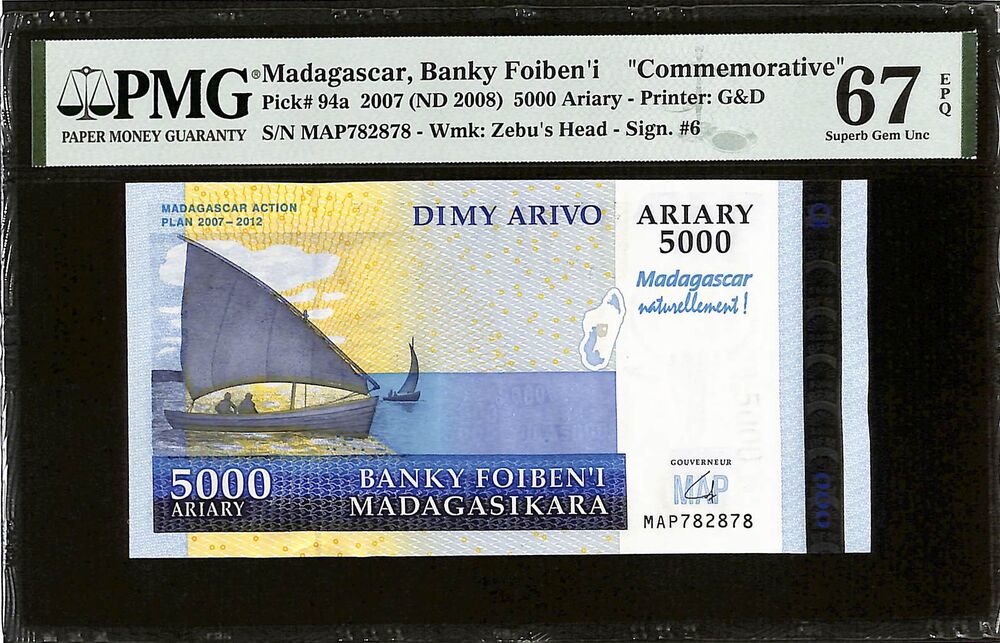 PMG®
PAPER MONEY GUARANTY
Madagascar, Banky Foiben'i "Commemorative"
Pick# 94a 2007 (ND 2008) 5000 Ariary - Printer: G&D
S/N MAP782878 - Wmk: Zebu's Head - Sign. #6
67
EPQ
Superb Gem Unc
MADAGASCAR ACTION
PLAN 2007-2012
DIMY ARIVO
ARIARY
5000
Madagascar
naturellement !
5000
ARIARY
BANKY FOIBEN'I
MADAGASIKARA
GOUVERNEUR
MAP
MAP782878